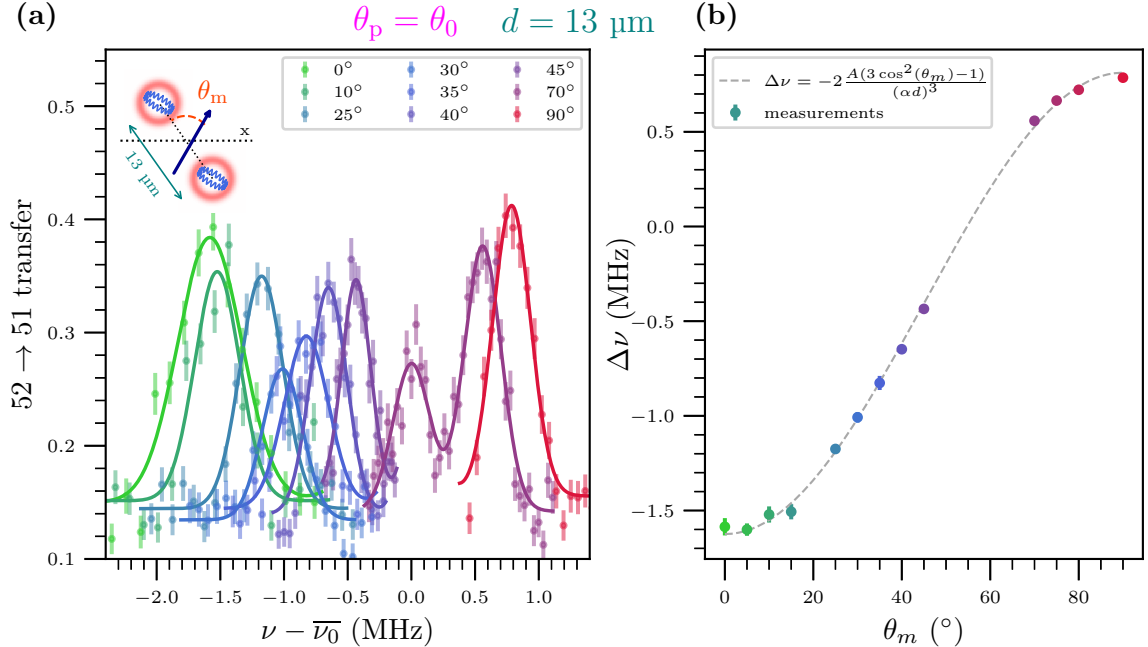 (a)
θp = θ0
d = 13 µm
(b)
0° 30° 45°
10° 35° 70°
25° 40° 90°
θm
x
13 µm
52 → 51 transfer
0.5
0.4
0.3
0.2
0.1
−2.0 −1.5 −1.0 −0.5 0.0 0.5 1.0
ν − ν̅0 (MHz)
Δν = −2 A(3 cos²(θm)−1)/(αd)³
measurements
Δν (MHz)
0.5
0.0
−0.5
−1.0
−1.5
0 20 40 60 80
θm (°)